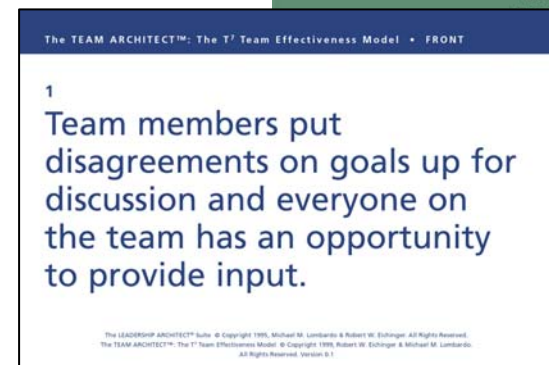 The TEAM ARCHITECT™: The T⁷ Team Effectiveness Model • FRONT
1
Team members put
disagreements on goals up for
discussion and everyone on
the team has an opportunity
to provide input.
The LEADERSHIP ARCHITECT® Suite © Copyright 1995, Michael M. Lombardo & Robert W. Eichinger. All Rights Reserved.
The TEAM ARCHITECT™: The T⁷ Team Effectiveness Model © Copyright 1999, Robert W. Eichinger & Michael M. Lombardo.
All Rights Reserved. Version 0.1